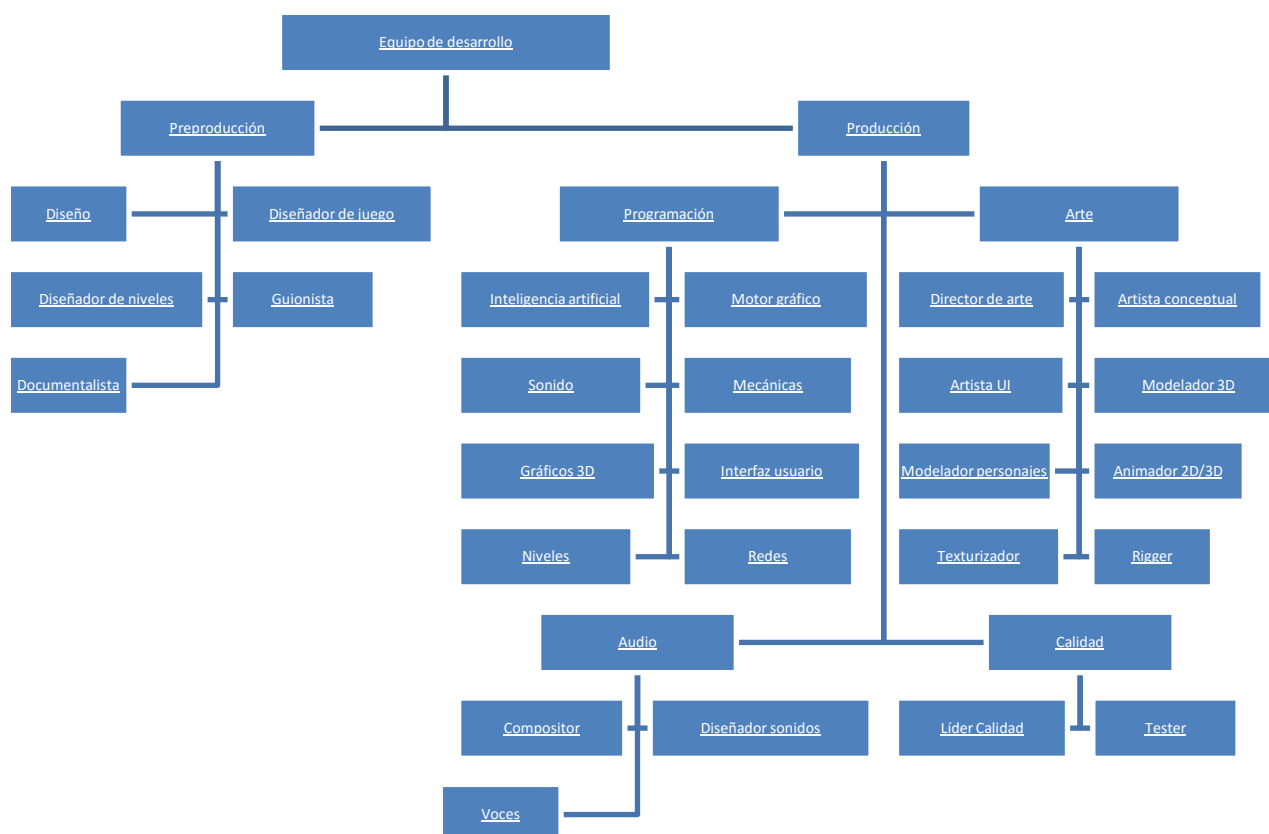 Equipo de desarrollo
Preproducción
Producción
Diseño
Diseñador de juego
Programación
Arte
Diseñador de niveles
Guionista
Inteligencia artificial
Motor gráfico
Director de arte
Artista conceptual
Documentalista
Sonido
Mecánicas
Artista UI
Modelador 3D
Gráficos 3D
Interfaz usuario
Modelador personajes
Animador 2D/3D
Niveles
Redes
Texturizador
Rigger
Audio
Calidad
Compositor
Diseñador sonidos
Líder Calidad
Tester
Voces